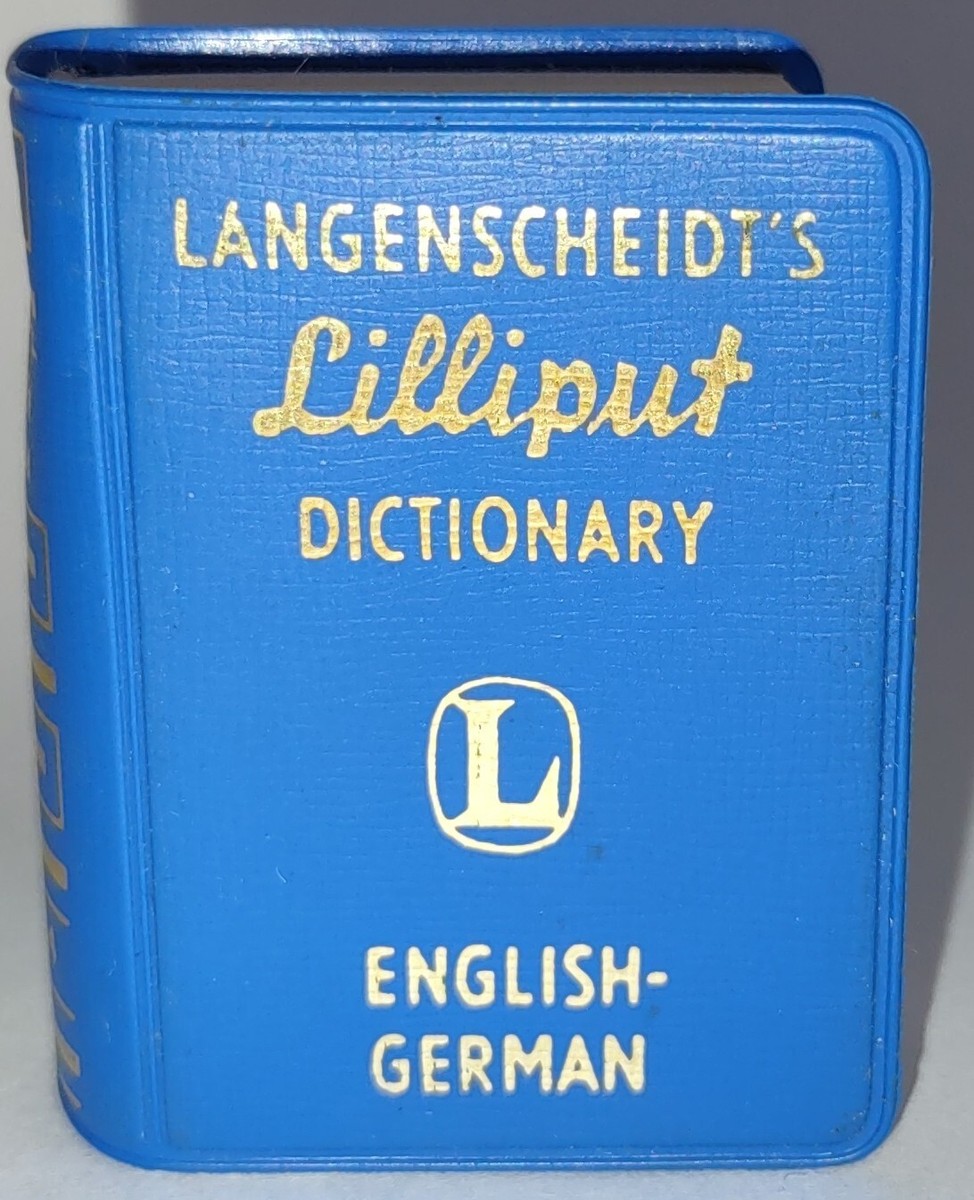 LANGENSCHEIDT'S
Lilliput
DICTIONARY
L
ENGLISH-
GERMAN